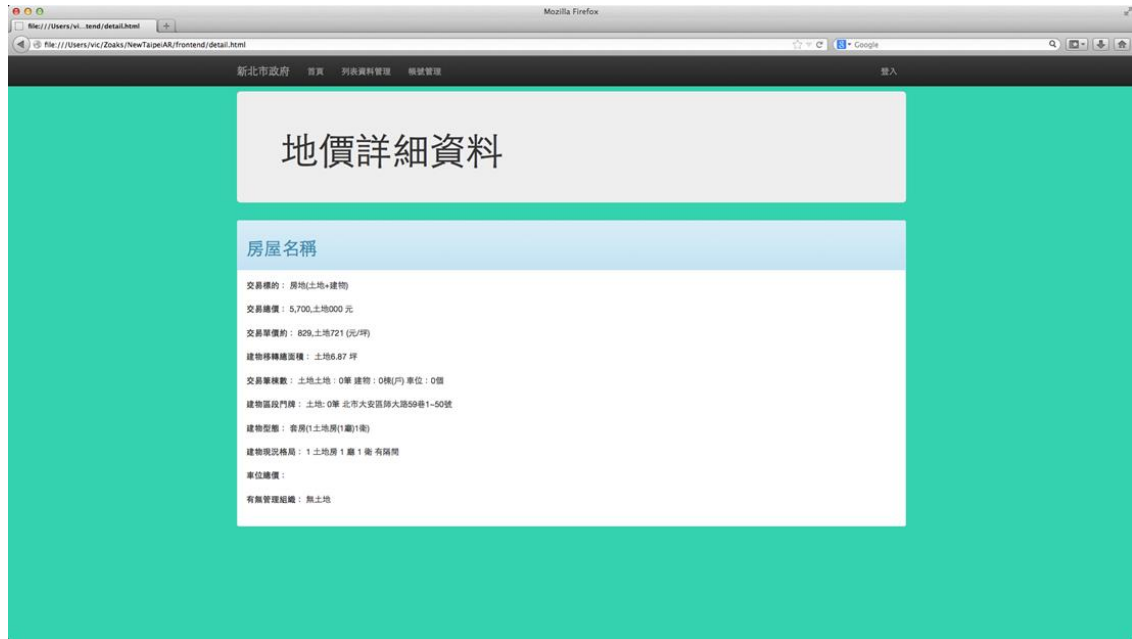 Mozilla Firefox
file:///Users/vi...tend/detail.html
file:///Users/vic/Zoaks/NewTaipeiAR/frontend/detail.html
Google
新北市政府 首頁 列表資料管理 帳號管理 登入
地價詳細資料
房屋名稱
交易標的： 房地(土地+建物)
交易總價： 5,700,土地000 元
交易單價約： 829,土地721 (元/坪)
建物移轉總面積： 土地6.87 坪
交易筆棟數： 土地土地：0筆 建物：0棟(戶) 車位：0個
建物區段門牌： 土地: 0筆 北市大安區師大路59巷1~50號
建物型態： 套房(1土地房(1廳)1衛)
建物現況格局： 1 土地房 1 廳 1 衛 有隔間
車位總價：
有無管理組織： 無土地